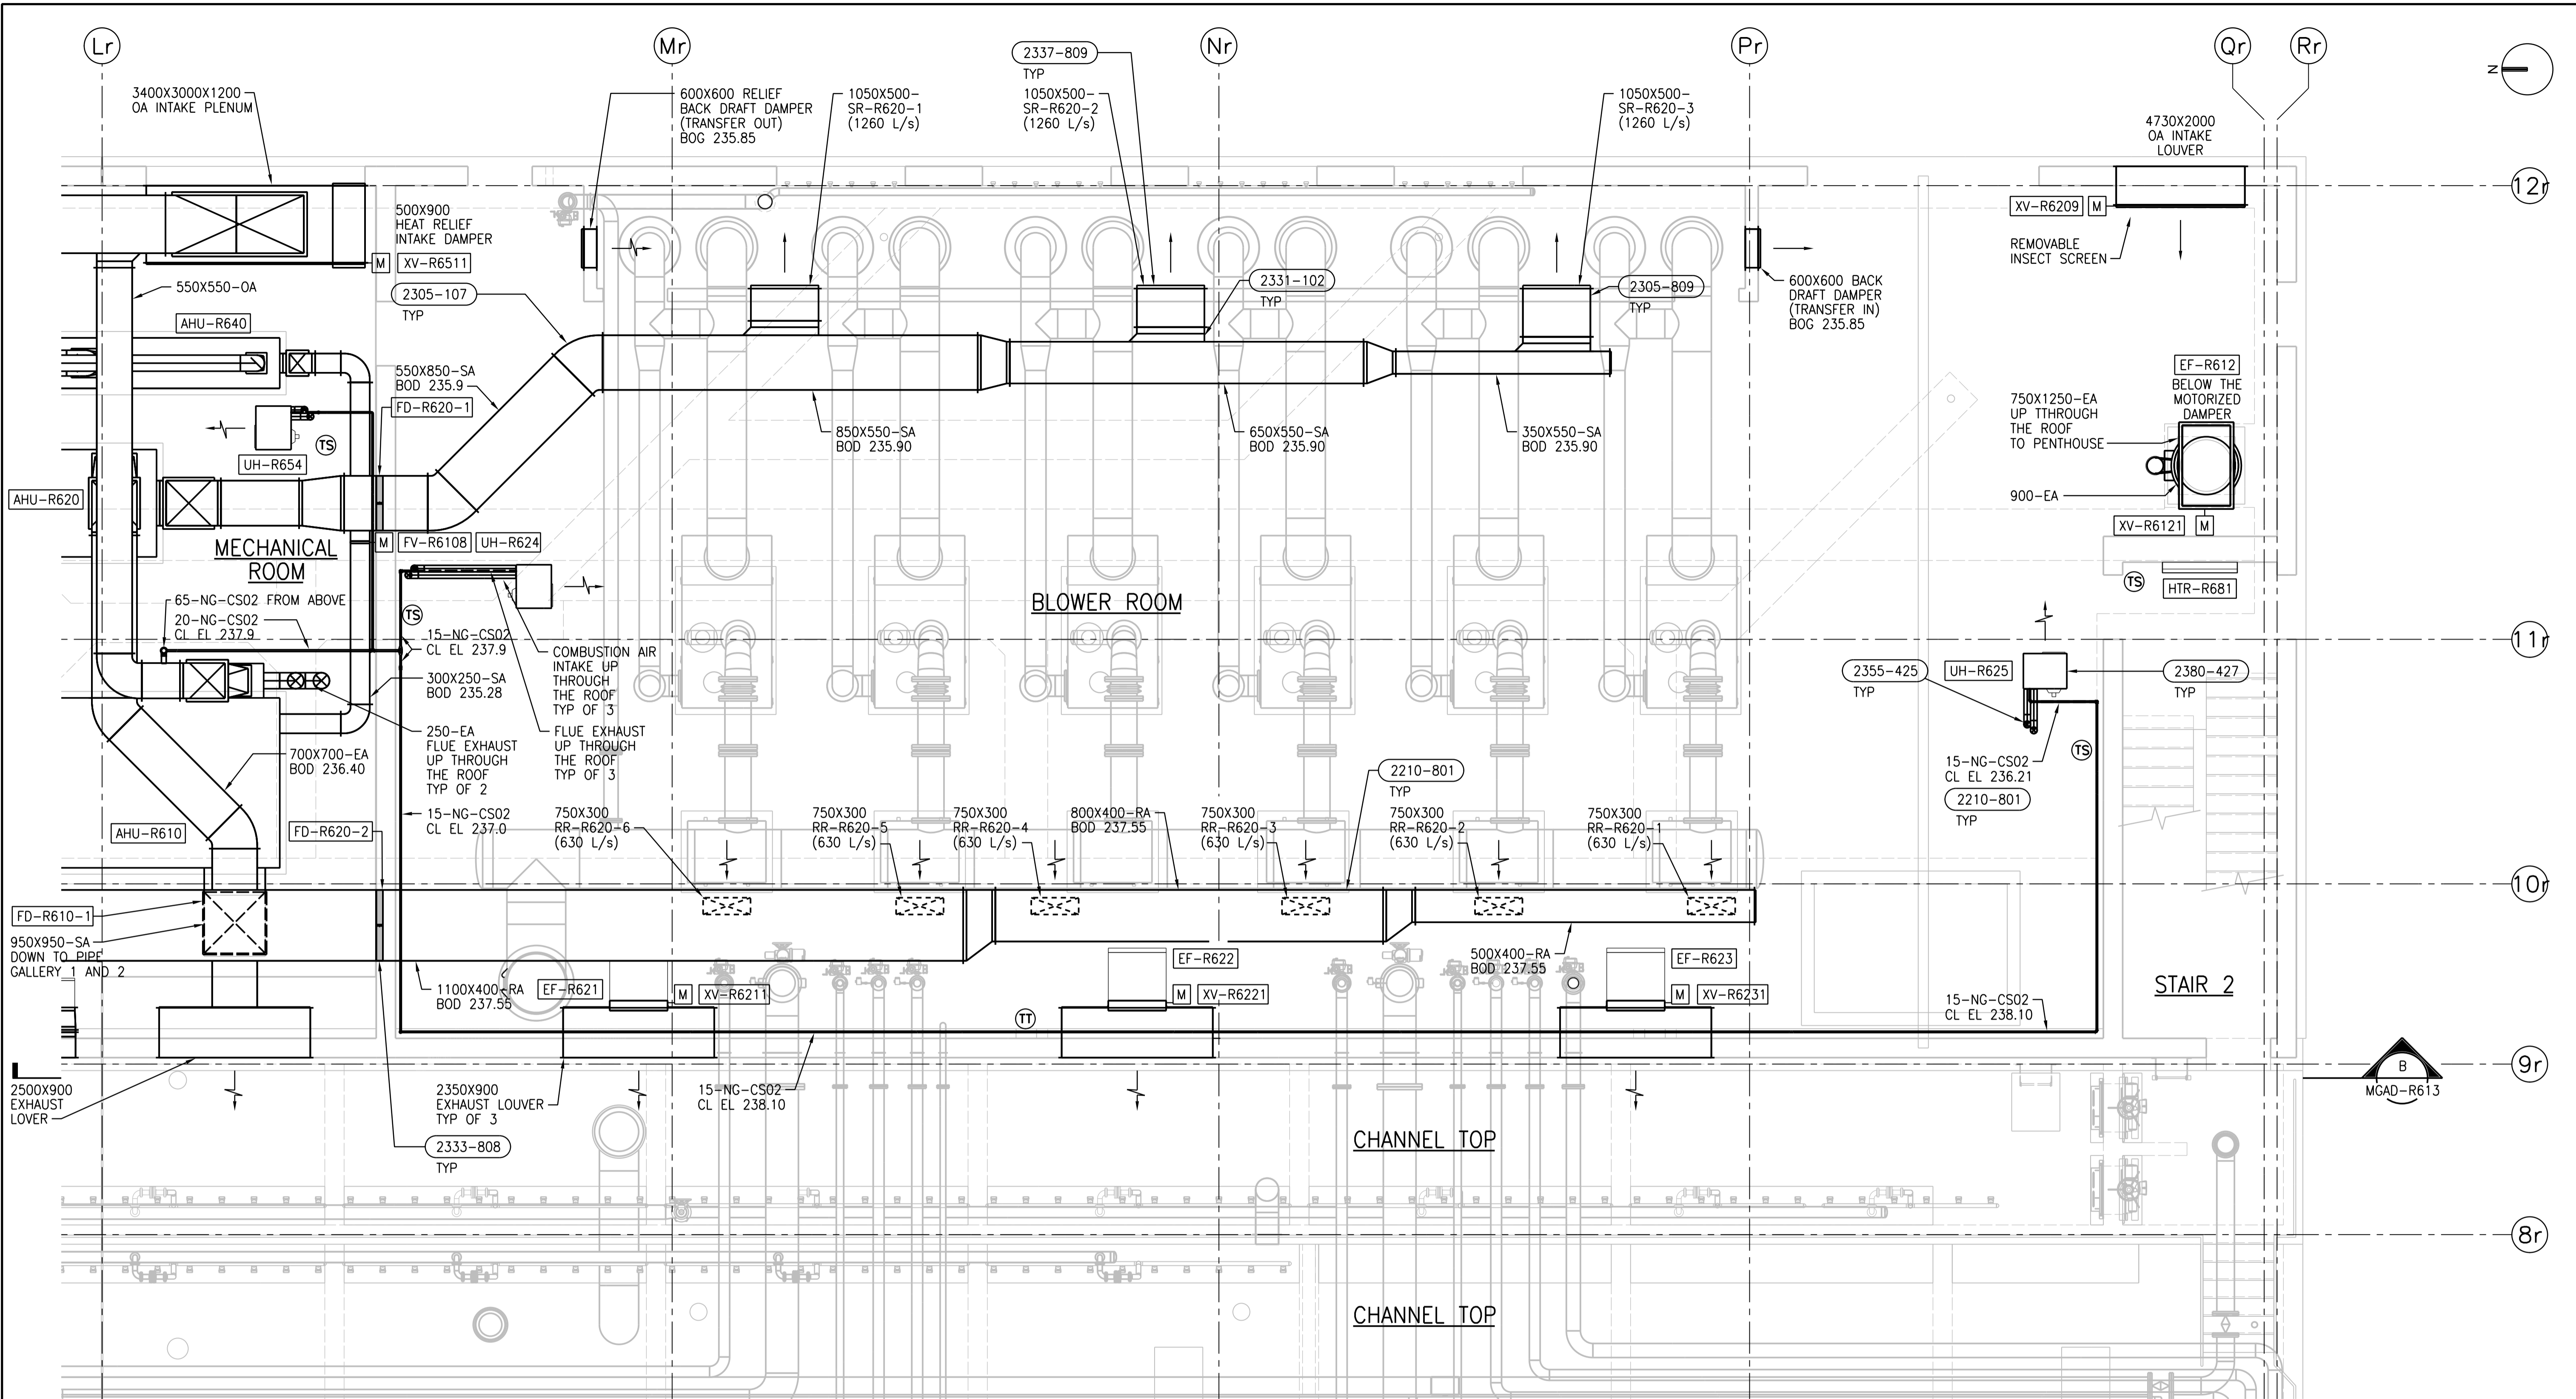 Lr
Mr
Nr
Pr
Qr
Rr
N
2337-809
TYP
3400X3000X1200
OA INTAKE PLENUM
600X600 RELIEF
BACK DRAFT DAMPER
(TRANSFER OUT)
BOG 235.85
1050X500-
SR-R620-1
(1260 L/s)
1050X500-
SR-R620-2
(1260 L/s)
1050X500-
SR-R620-3
(1260 L/s)
4730X2000
OA INTAKE
LOUVER
12r
XV-R6209
M
500X900
HEAT RELIEF
INTAKE DAMPER
M
XV-R6511
REMOVABLE
INSECT SCREEN
550X550-OA
2305-107
TYP
2331-102
TYP
2305-809
TYP
600X600 BACK
DRAFT DAMPER
(TRANSFER IN)
BOG 235.85
AHU-R640
550X850-SA
BOD 235.9
FD-R620-1
EF-R612
BELOW THE
MOTORIZED
DAMPER
750X1250-EA
UP TTHROUGH
THE ROOF
TO PENTHOUSE
850X550-SA
BOD 235.90
650X550-SA
BOD 235.90
350X550-SA
BOD 235.90
TS
UH-R654
AHU-R620
900-EA
XV-R6121
M
MECHANICAL
ROOM
M
FV-R6108
UH-R624
TS
HTR-R681
BLOWER ROOM
65-NG-CS02 FROM ABOVE
20-NG-CS02
CL EL 237.9
TS
15-NG-CS02
CL EL 237.9
11r
COMBUSTION AIR
INTAKE UP
THROUGH
THE ROOF
TYP OF 3
300X250-SA
BOD 235.28
2355-425
TYP
UH-R625
2380-427
TYP
250-EA
FLUE EXHAUST
UP THROUGH
THE ROOF
TYP OF 2
FLUE EXHAUST
UP THROUGH
THE ROOF
TYP OF 3
700X700-EA
BOD 236.40
TS
15-NG-CS02
CL EL 236.21
2210-801
TYP
2210-801
TYP
AHU-R610
FD-R620-2
15-NG-CS02
CL EL 237.0
750X300
RR-R620-6
(630 L/s)
750X300
RR-R620-5
(630 L/s)
750X300
RR-R620-4
(630 L/s)
800X400-RA
BOD 237.55
750X300
RR-R620-3
(630 L/s)
750X300
RR-R620-2
(630 L/s)
750X300
RR-R620-1
(630 L/s)
10r
FD-R610-1
950X950-SA
DOWN TO PIPE
GALLERY 1 AND 2
500X400-RA
BOD 237.55
EF-R622
EF-R623
1100X400-RA
BOD 237.55
EF-R621
M
XV-R6211
M
XV-R6221
M
XV-R6231
STAIR 2
15-NG-CS02
CL EL 238.10
TT
9r
2500X900
EXHAUST
LOVER
2350X900
EXHAUST LOUVER
TYP OF 3
15-NG-CS02
CL EL 238.10
B
MGAD-R613
2333-808
TYP
CHANNEL TOP
8r
CHANNEL TOP